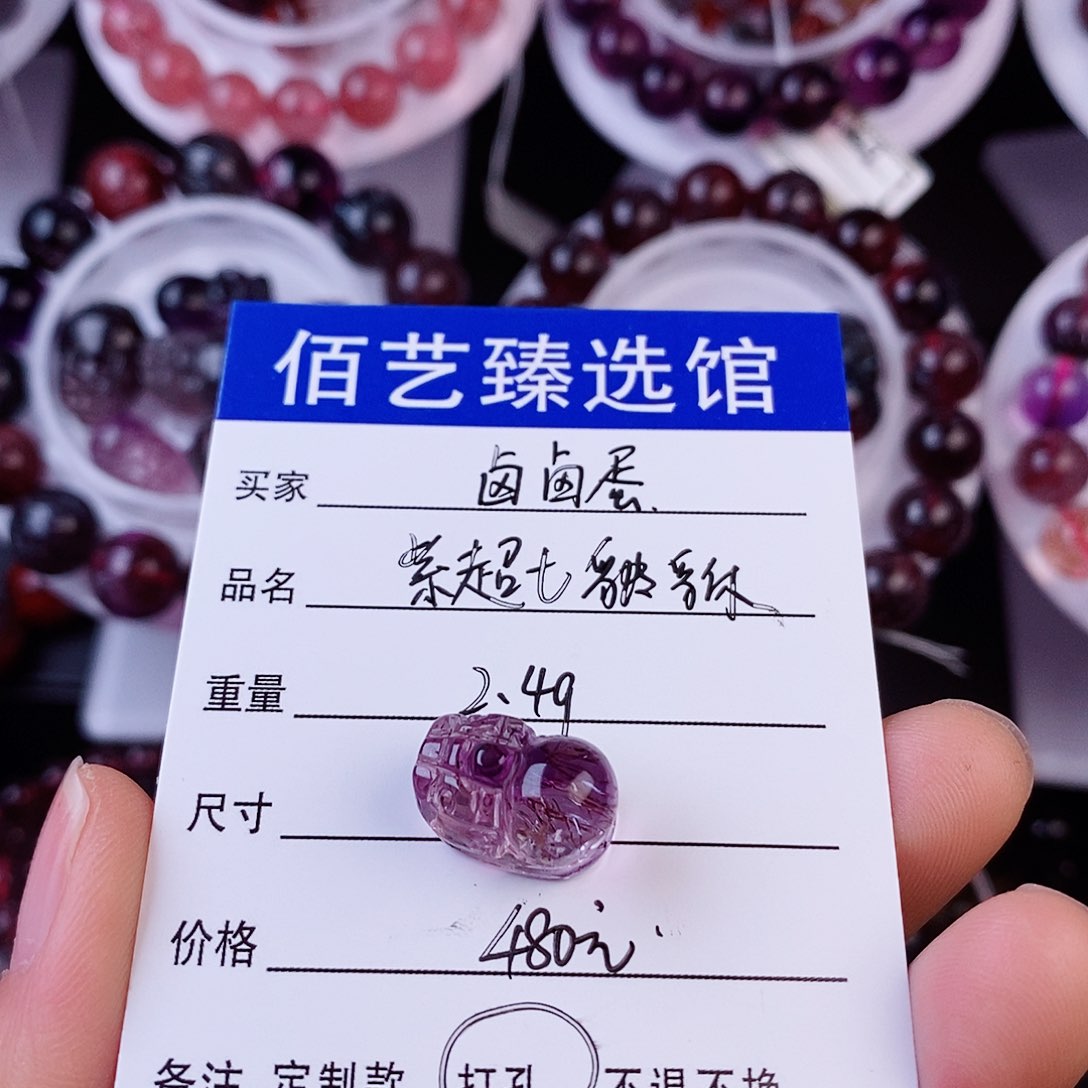 佰艺臻选馆
买家 卤卤蛋
品名 紫超七貔貅
重量 2.4g
尺寸
价格 480元
备注 定制款 打孔 不退不换